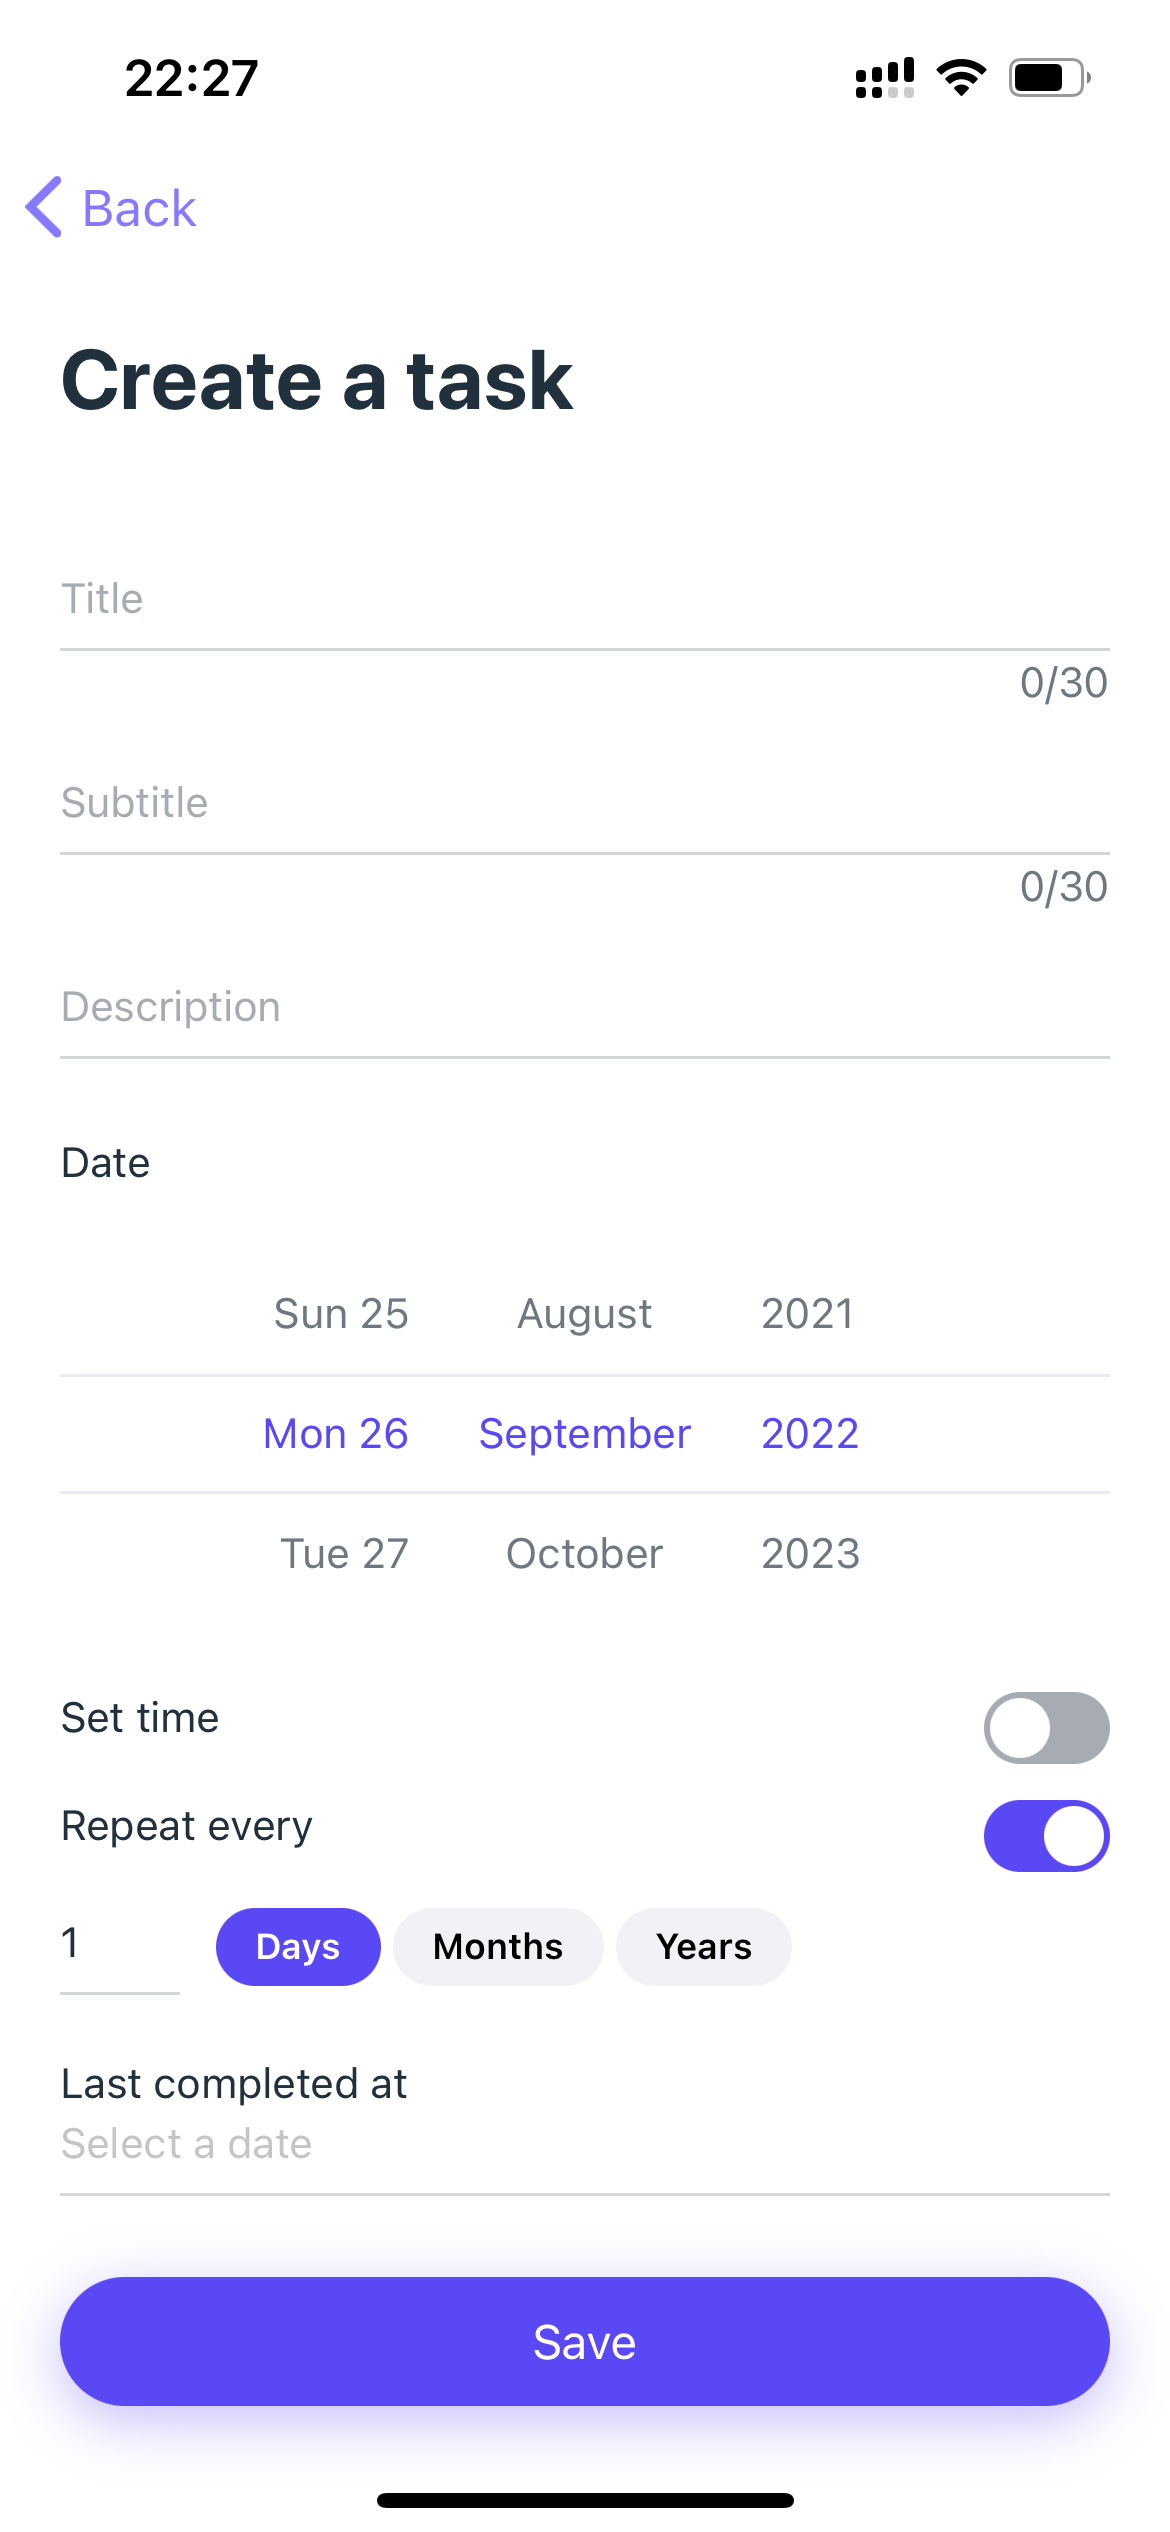 22:27
Back
Create a task
Title
0/30
Subtitle
0/30
Description
Date
Sun 25 August 2021
Mon 26 September 2022
Tue 27 October 2023
Set time
Repeat every
1 Days Months Years
Last completed at
Select a date
Save